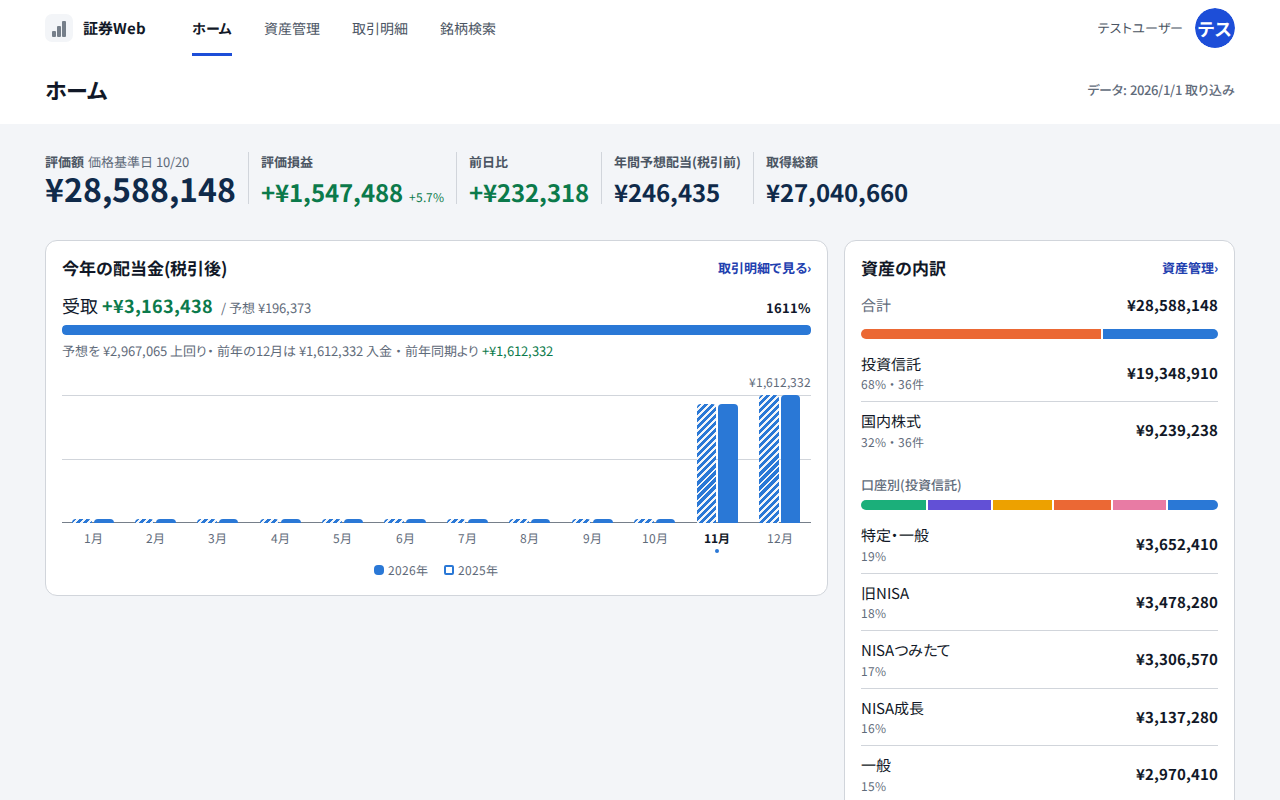 証券Web ホーム 資産管理 取引明細 銘柄検索 テストユーザー テス
ホーム データ: 2026/1/1 取り込み
評価額 価格基準日 10/20
¥28,588,148
評価損益
+¥1,547,488 +5.7%
前日比
+¥232,318
年間予想配当(税引前)
¥246,435
取得総額
¥27,040,660
今年の配当金(税引後) 取引明細で見る›
受取 +¥3,163,438 / 予想 ¥196,373 1611%
予想を ¥2,967,065 上回り・前年の12月は ¥1,612,332 入金・前年同期より +¥1,612,332
¥1,612,332
1月 2月 3月 4月 5月 6月 7月 8月 9月 10月 11月 12月
2026年 2025年
資産の内訳 資産管理›
合計 ¥28,588,148
投資信託 ¥19,348,910
68%・36件
国内株式 ¥9,239,238
32%・36件
口座別(投資信託)
特定・一般 ¥3,652,410
19%
旧NISA ¥3,478,280
18%
NISAつみたて ¥3,306,570
17%
NISA成長 ¥3,137,280
16%
一般 ¥2,970,410
15%